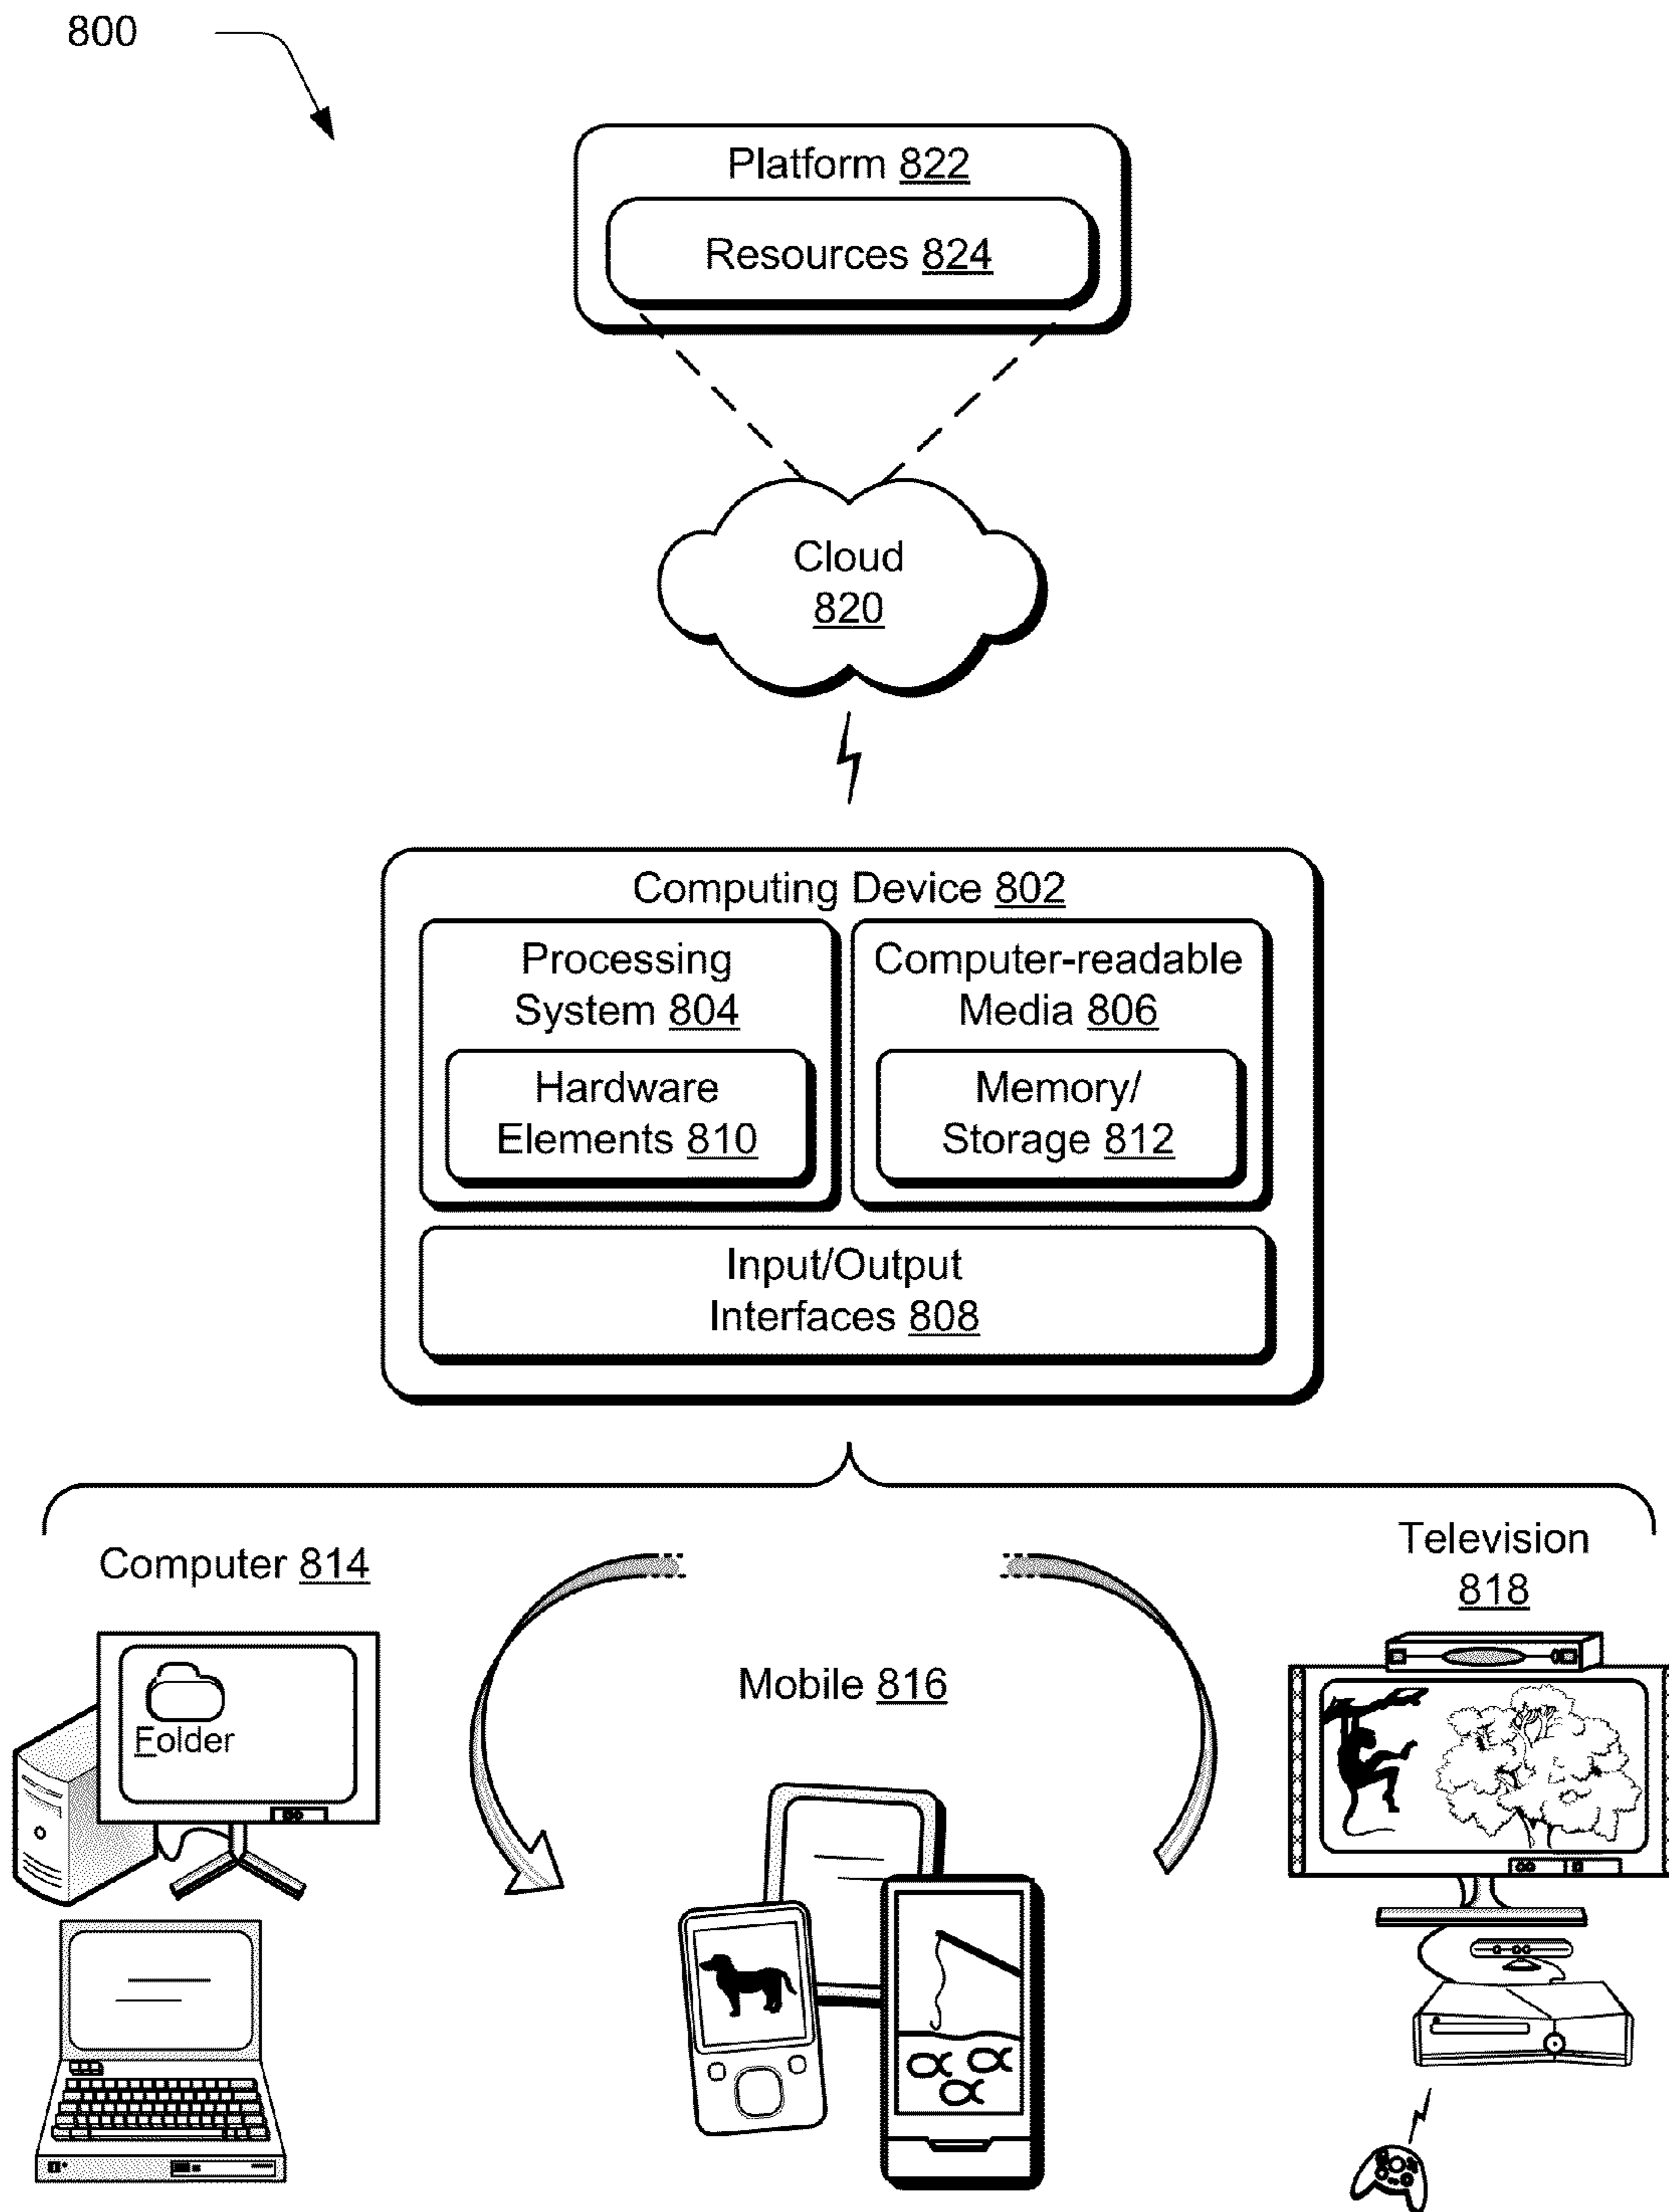 800
Platform 822
Resources 824
Cloud
820
Computing Device 802
Processing
System 804
Hardware
Elements 810
Computer-readable
Media 806
Memory/
Storage 812
Input/Output
Interfaces 808
Computer 814
Folder
Mobile 816
Television
818